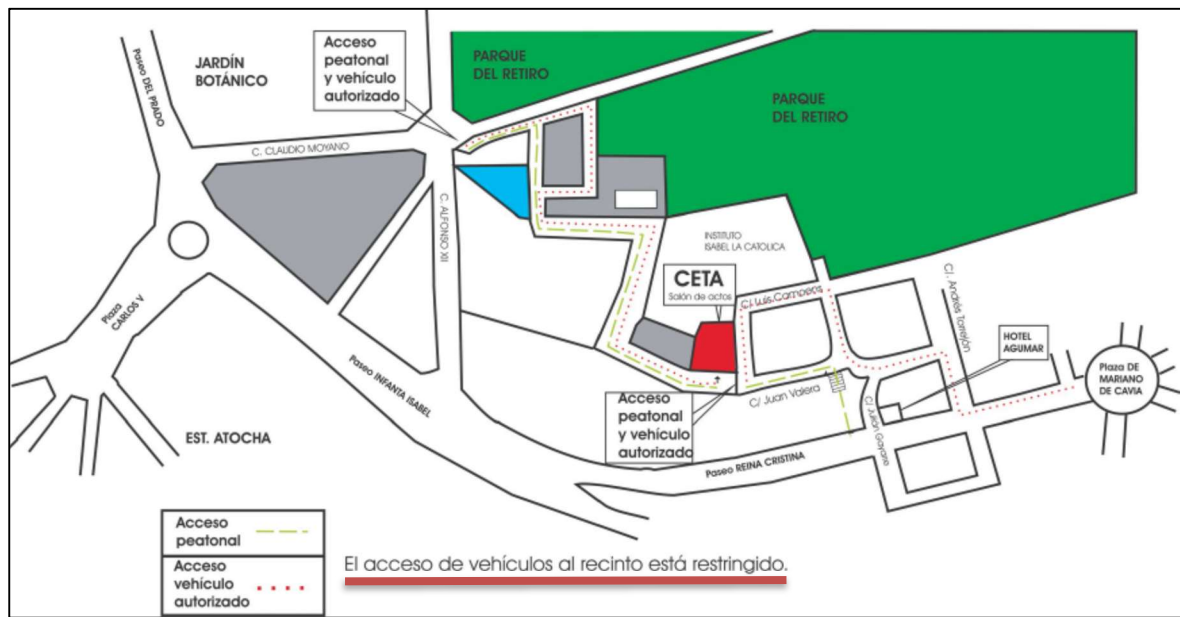 Paseo DEL PRADO
JARDÍN
BOTÁNICO
Acceso
peatonal
y vehículo
autorizado
PARQUE
DEL RETIRO
PARQUE
DEL RETIRO
C. CLAUDIO MOYANO
C. ALFONSO XII
INSTITUTO
ISABEL LA CATOLICA
CETA
Salón de actos
C/ Luis Camoens
C/ Andrés Torrejón
HOTEL
AGUMAR
Plaza DE
MARIANO
DE CAVIA
Plaza
CARLOS V
Paseo INFANTA ISABEL
C/ Juan Valera
Acceso
peatonal
y vehículo
autorizado
C/ Julián Gayarre
EST. ATOCHA
Paseo REINA CRISTINA
Acceso
peatonal
Acceso
vehículo
autorizado
El acceso de vehículos al recinto está restringido.